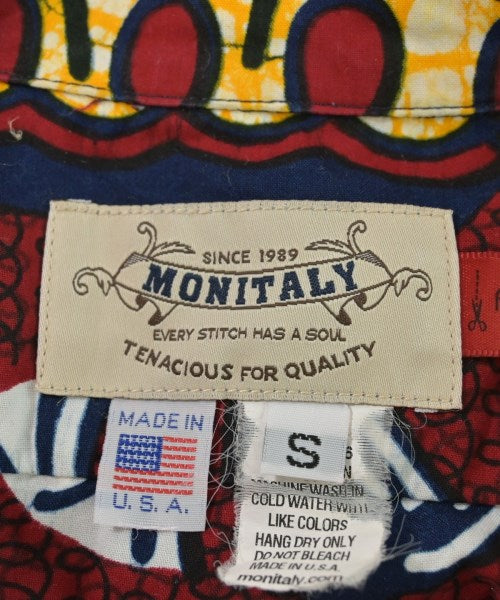 SINCE 1989
MONITALY
EVERY STITCH HAS A SOUL
TENACIOUS FOR QUALITY
MADE IN
U.S.A.
S
COLD WATER WITH
LIKE COLORS
HANG DRY ONLY
DO NOT BLEACH
MADE IN U.S.A.
monitaly.com